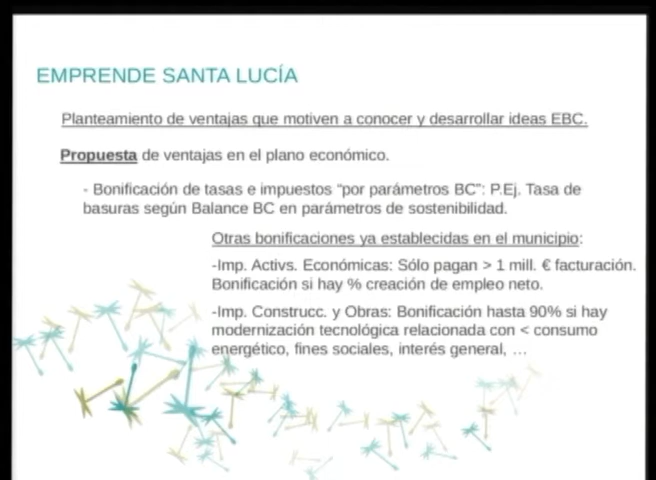 EMPRENDE SANTA LUCÍA
Planteamiento de ventajas que motiven a conocer y desarrollar ideas EBC.
Propuesta de ventajas en el plano económico.
- Bonificación de tasas e impuestos “por parámetros BC”: P.Ej. Tasa de
basuras según Balance BC en parámetros de sostenibilidad.
Otras bonificaciones ya establecidas en el municipio:
-Imp. Activs. Económicas: Sólo pagan > 1 mill. € facturación.
Bonificación si hay % creación de empleo neto.
-Imp. Construcc. y Obras: Bonificación hasta 90% si hay
modernización tecnológica relacionada con < consumo
energético, fines sociales, interés general, …